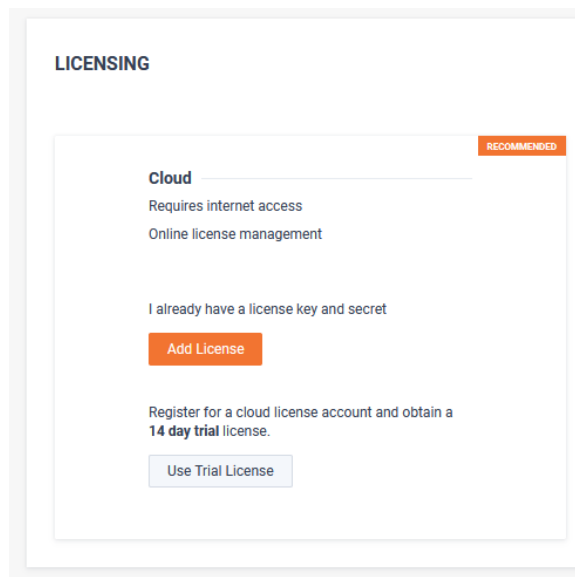 LICENSING
RECOMMENDED
Cloud
Requires internet access
Online license management
I already have a license key and secret
Add License
Register for a cloud license account and obtain a
14 day trial license.
Use Trial License